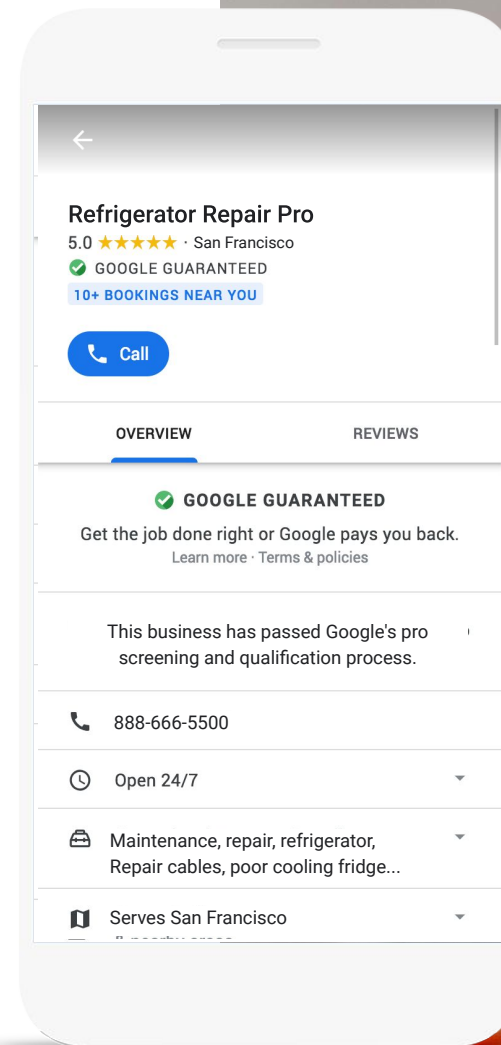 Refrigerator Repair Pro
5.0 ★★★★★ · San Francisco
GOOGLE GUARANTEED
10+ BOOKINGS NEAR YOU
Call
OVERVIEW REVIEWS
GOOGLE GUARANTEED
Get the job done right or Google pays you back.
Learn more · Terms & policies
This business has passed Google's pro
screening and qualification process.
888-666-5500
Open 24/7
Maintenance, repair, refrigerator,
Repair cables, poor cooling fridge...
Serves San Francisco